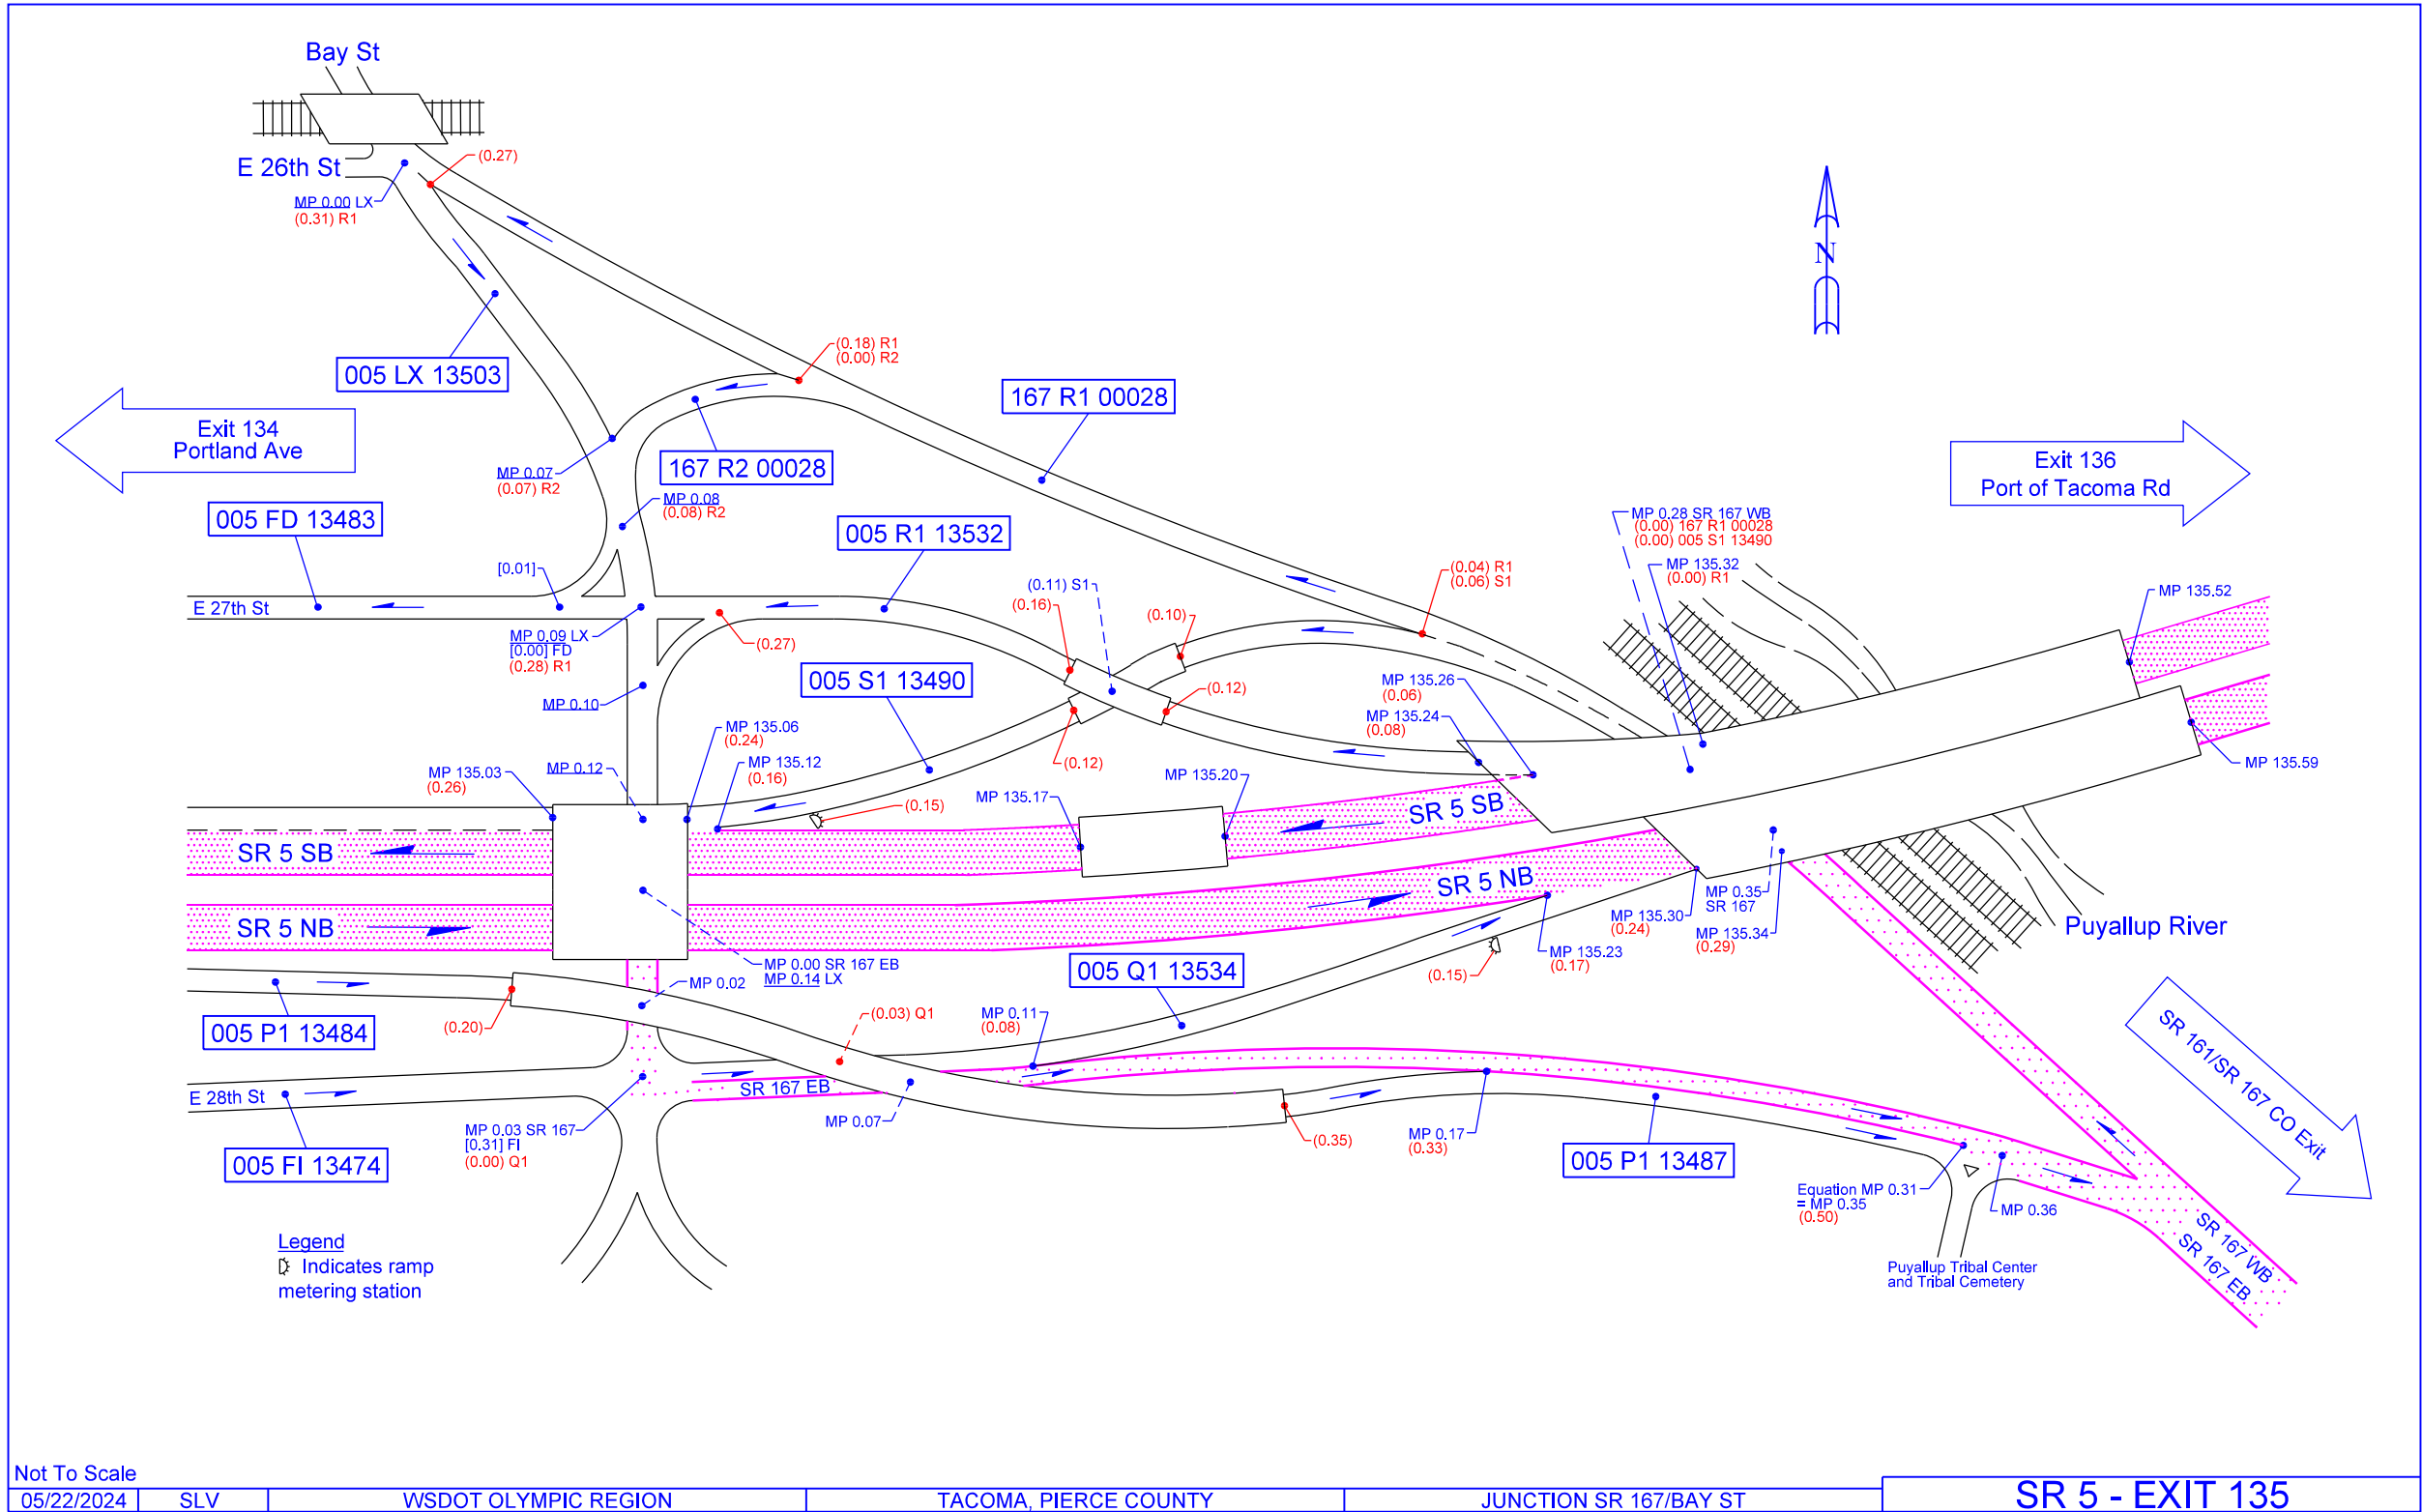 Bay St
E 26th St
(0.27)
MP 0.00 LX
(0.31) R1
N
(0.18) R1
(0.00) R2
005 LX 13503
167 R1 00028
Exit 134
Portland Ave
Exit 136
Port of Tacoma Rd
167 R2 00028
MP 0.07
(0.07) R2
MP 0.08
(0.08) R2
005 FD 13483
005 R1 13532
MP 0.28 SR 167 WB
(0.00) 167 R1 00028
(0.00) 005 S1 13490
MP 135.32
(0.00) R1
[0.01]
(0.11) S1
(0.16)
(0.10)
(0.04) R1
(0.06) S1
MP 135.52
E 27th St
MP 0.09 LX
[0.00] FD
(0.28) R1
(0.27)
005 S1 13490
(0.12)
MP 135.26
(0.06)
MP 135.24
(0.08)
MP 0.10
MP 135.06
(0.24)
MP 135.12
(0.16)
(0.12)
MP 135.59
MP 135.03
(0.26)
MP 0.12
MP 135.17
MP 135.20
(0.15)
SR 5 SB
SR 5 SB
SR 5 NB
SR 5 NB
MP 0.35
SR 167
MP 135.30
(0.24)
MP 135.34
(0.29)
Puyallup River
MP 0.00 SR 167 EB
MP 0.14 LX
MP 0.02
005 Q1 13534
(0.15)
MP 135.23
(0.17)
005 P1 13484
(0.20)
(0.03) Q1
MP 0.11
(0.08)
SR 161/SR 167 CO Exit
E 28th St
SR 167 EB
MP 0.03 SR 167
[0.31] FI
(0.00) Q1
MP 0.07
(0.35)
MP 0.17
(0.33)
005 FI 13474
005 P1 13487
Equation MP 0.31
= MP 0.35
(0.50)
MP 0.36
SR 167 WB
SR 167 EB
Puyallup Tribal Center
and Tribal Cemetery
Legend
Indicates ramp
metering station
Not To Scale
05/22/2024 SLV WSDOT OLYMPIC REGION TACOMA, PIERCE COUNTY JUNCTION SR 167/BAY ST SR 5 - EXIT 135